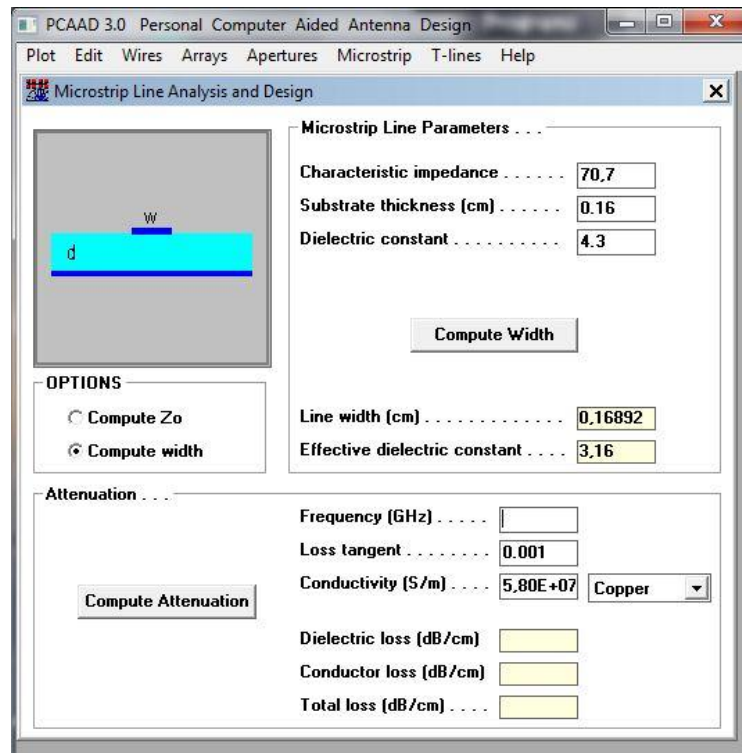 PCAAD 3.0 Personal Computer Aided Antenna Design
Plot Edit Wires Arrays Apertures Microstrip T-lines Help
Microstrip Line Analysis and Design
W
d
Microstrip Line Parameters . . .
Characteristic impedance . . . . . . 70,7
Substrate thickness (cm) . . . . . . 0.16
Dielectric constant . . . . . . . . . . 4.3
Compute Width
OPTIONS
Compute Zo
Compute width
Line width (cm) . . . . . . . . . . . . . 0,16892
Effective dielectric constant . . . . 3,16
Attenuation . . .
Frequency (GHz) . . . . .
Loss tangent . . . . . . . . 0.001
Conductivity (S/m) . . . . 5,80E+07 Copper
Compute Attenuation
Dielectric loss (dB/cm)
Conductor loss (dB/cm)
Total loss (dB/cm) . . . .